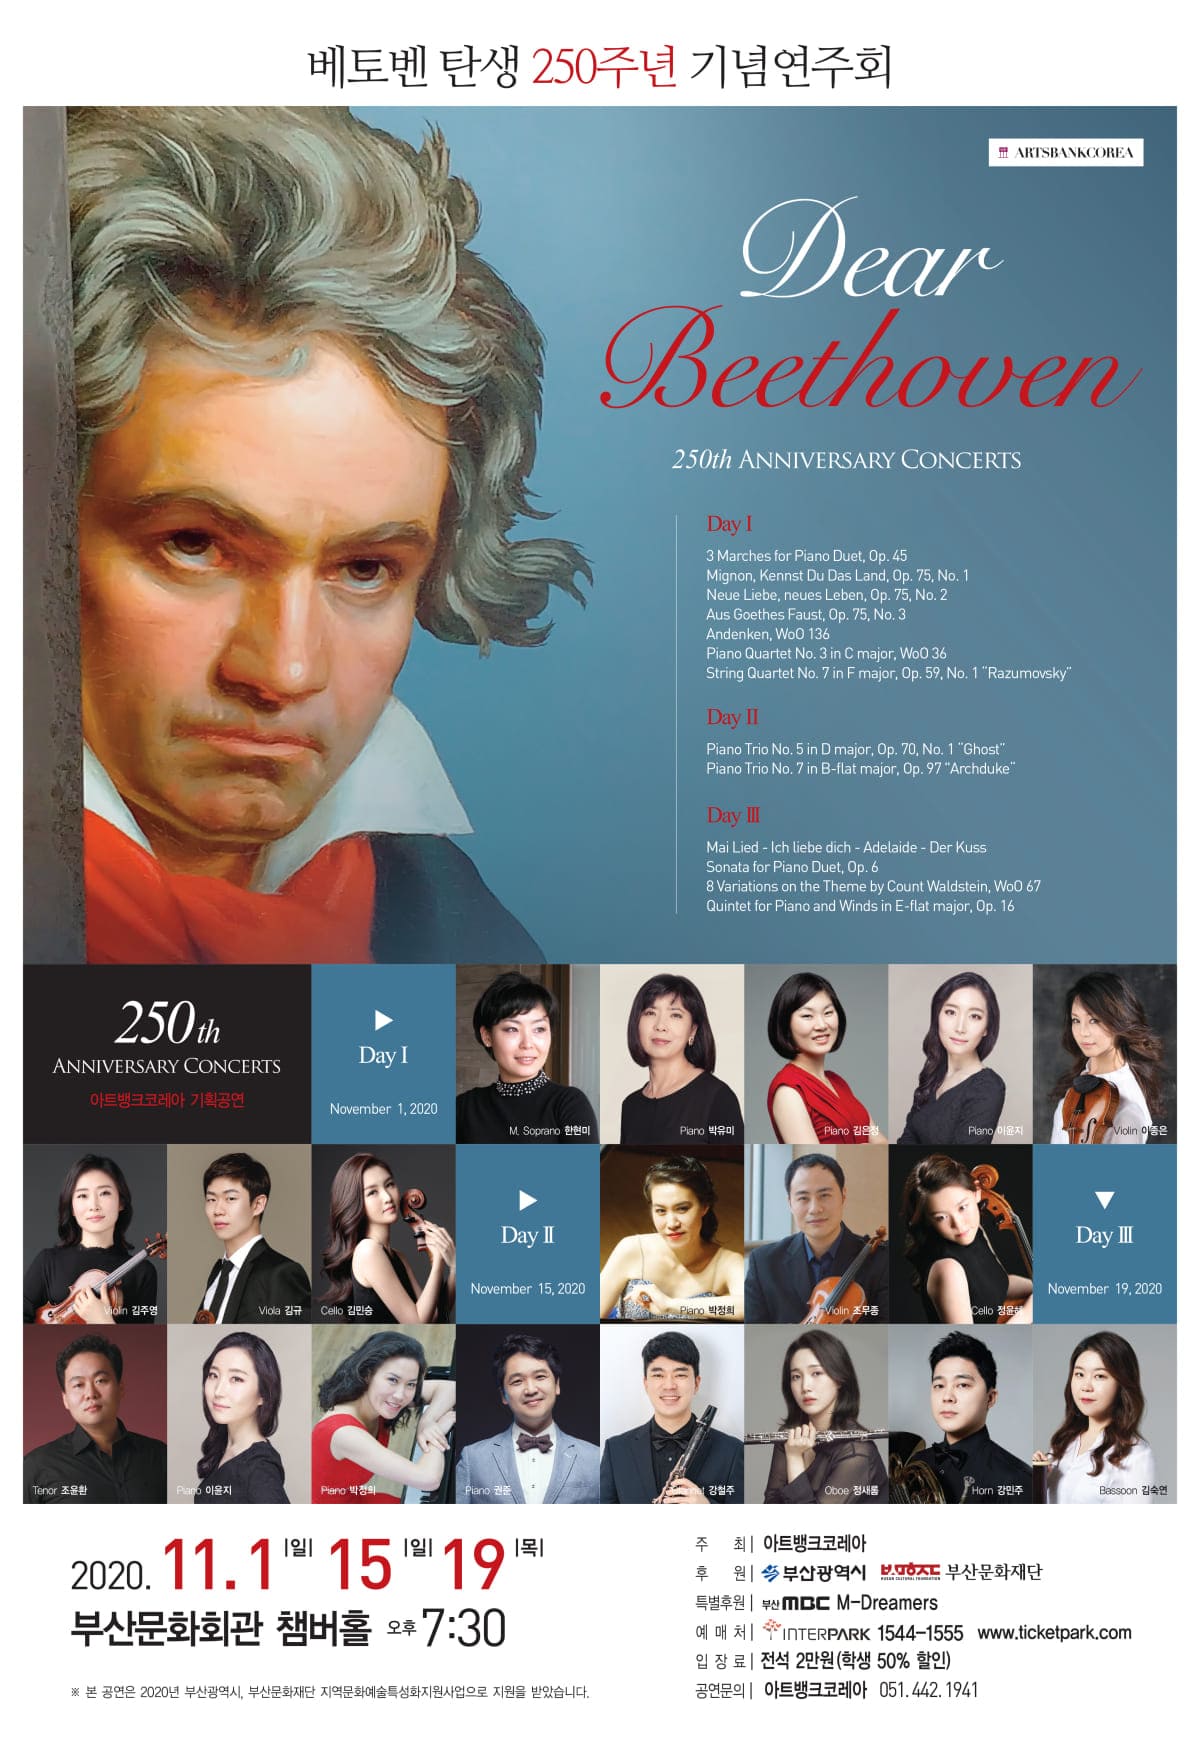 베토벤 탄생 250주년 기념연주회
ARTSBANKCOREA
Dear
Beethoven
250th ANNIVERSARY CONCERTS
Day I
3 Marches for Piano Duet, Op. 45
Mignon, Kennst Du Das Land, Op. 75, No. 1
Neue Liebe, neues Leben, Op. 75, No. 2
Aus Goethes Faust, Op. 75, No. 3
Andenken, WoO 136
Piano Quartet No. 3 in C major, WoO 36
String Quartet No. 7 in F major, Op. 59, No. 1 "Razumovsky"
Day II
Piano Trio No. 5 in D major, Op. 70, No. 1 "Ghost"
Piano Trio No. 7 in B-flat major, Op. 97 "Archduke"
Day III
Mai Lied - Ich liebe dich - Adelaide - Der Kuss
Sonata for Piano Duet, Op. 6
8 Variations on the Theme by Count Waldstein, WoO 67
Quintet for Piano and Winds in E-flat major, Op. 16
250th
ANNIVERSARY CONCERTS
아트뱅크코레아 기획공연
▶
Day I
November 1, 2020
M. Soprano 한현미
Piano 박유미
Piano 김은정
Piano 이윤지
Violin 이종은
Violin 김주영
Viola 김규
Cello 김민승
▶
Day II
November 15, 2020
Piano 박정희
Violin 조무종
Cello 정윤혜
▼
Day III
November 19, 2020
Tenor 조윤환
Piano 이윤지
Piano 박정희
Piano 권준
Clarinet 강철주
Oboe 정새롬
Horn 강민주
Bassoon 김숙연
2020. 11.1 |일| 15 |일| 19 |목|
부산문화회관 챔버홀 오후 7:30
※ 본 공연은 2020년 부산광역시, 부산문화재단 지역문화예술특성화지원사업으로 지원을 받았습니다.
주 최 | 아트뱅크코레아
후 원 | 부산광역시 부산문화재단
특별후원 | 부산MBC M-Dreamers
예 매 처 | INTERPARK 1544-1555 www.ticketpark.com
입 장 료 | 전석 2만원(학생 50% 할인)
공연문의 | 아트뱅크코레아 051.442.1941